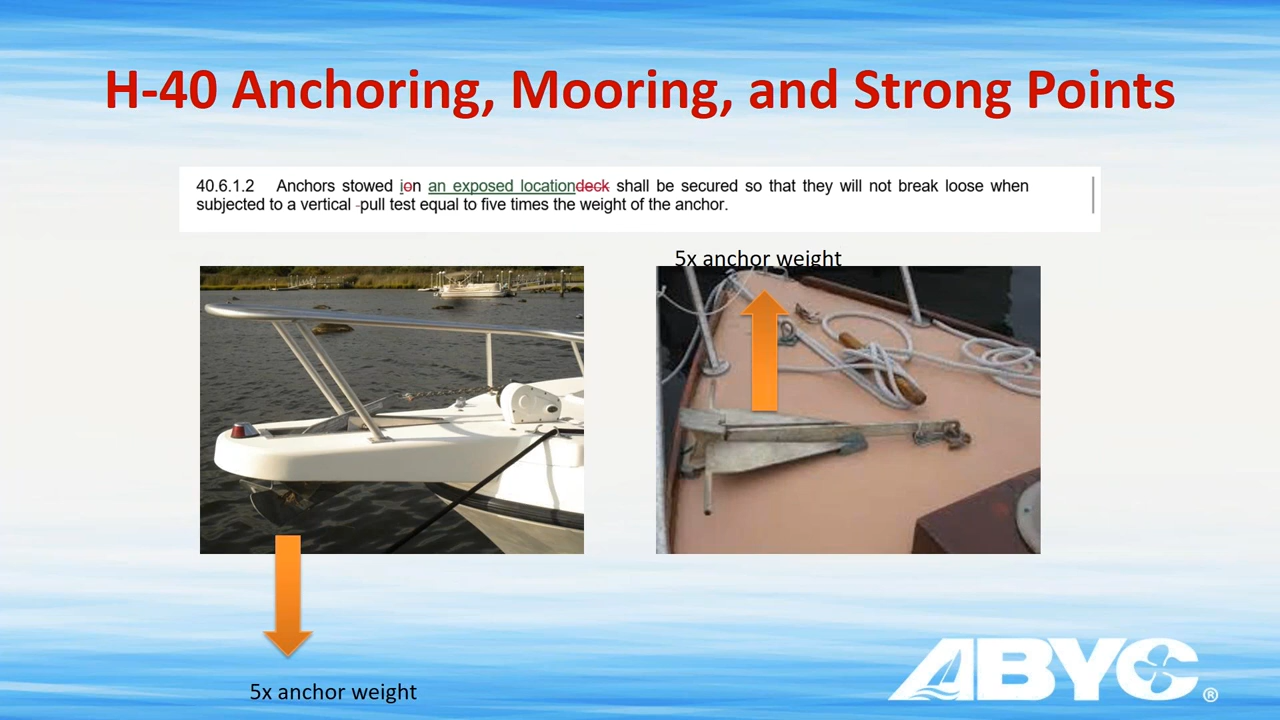 H-40 Anchoring, Mooring, and Strong Points
40.6.1.2 Anchors stowed ion an exposed locationdeck shall be secured so that they will not break loose when
subjected to a vertical -pull test equal to five times the weight of the anchor.
5x anchor weight
5x anchor weight
ABYC ®